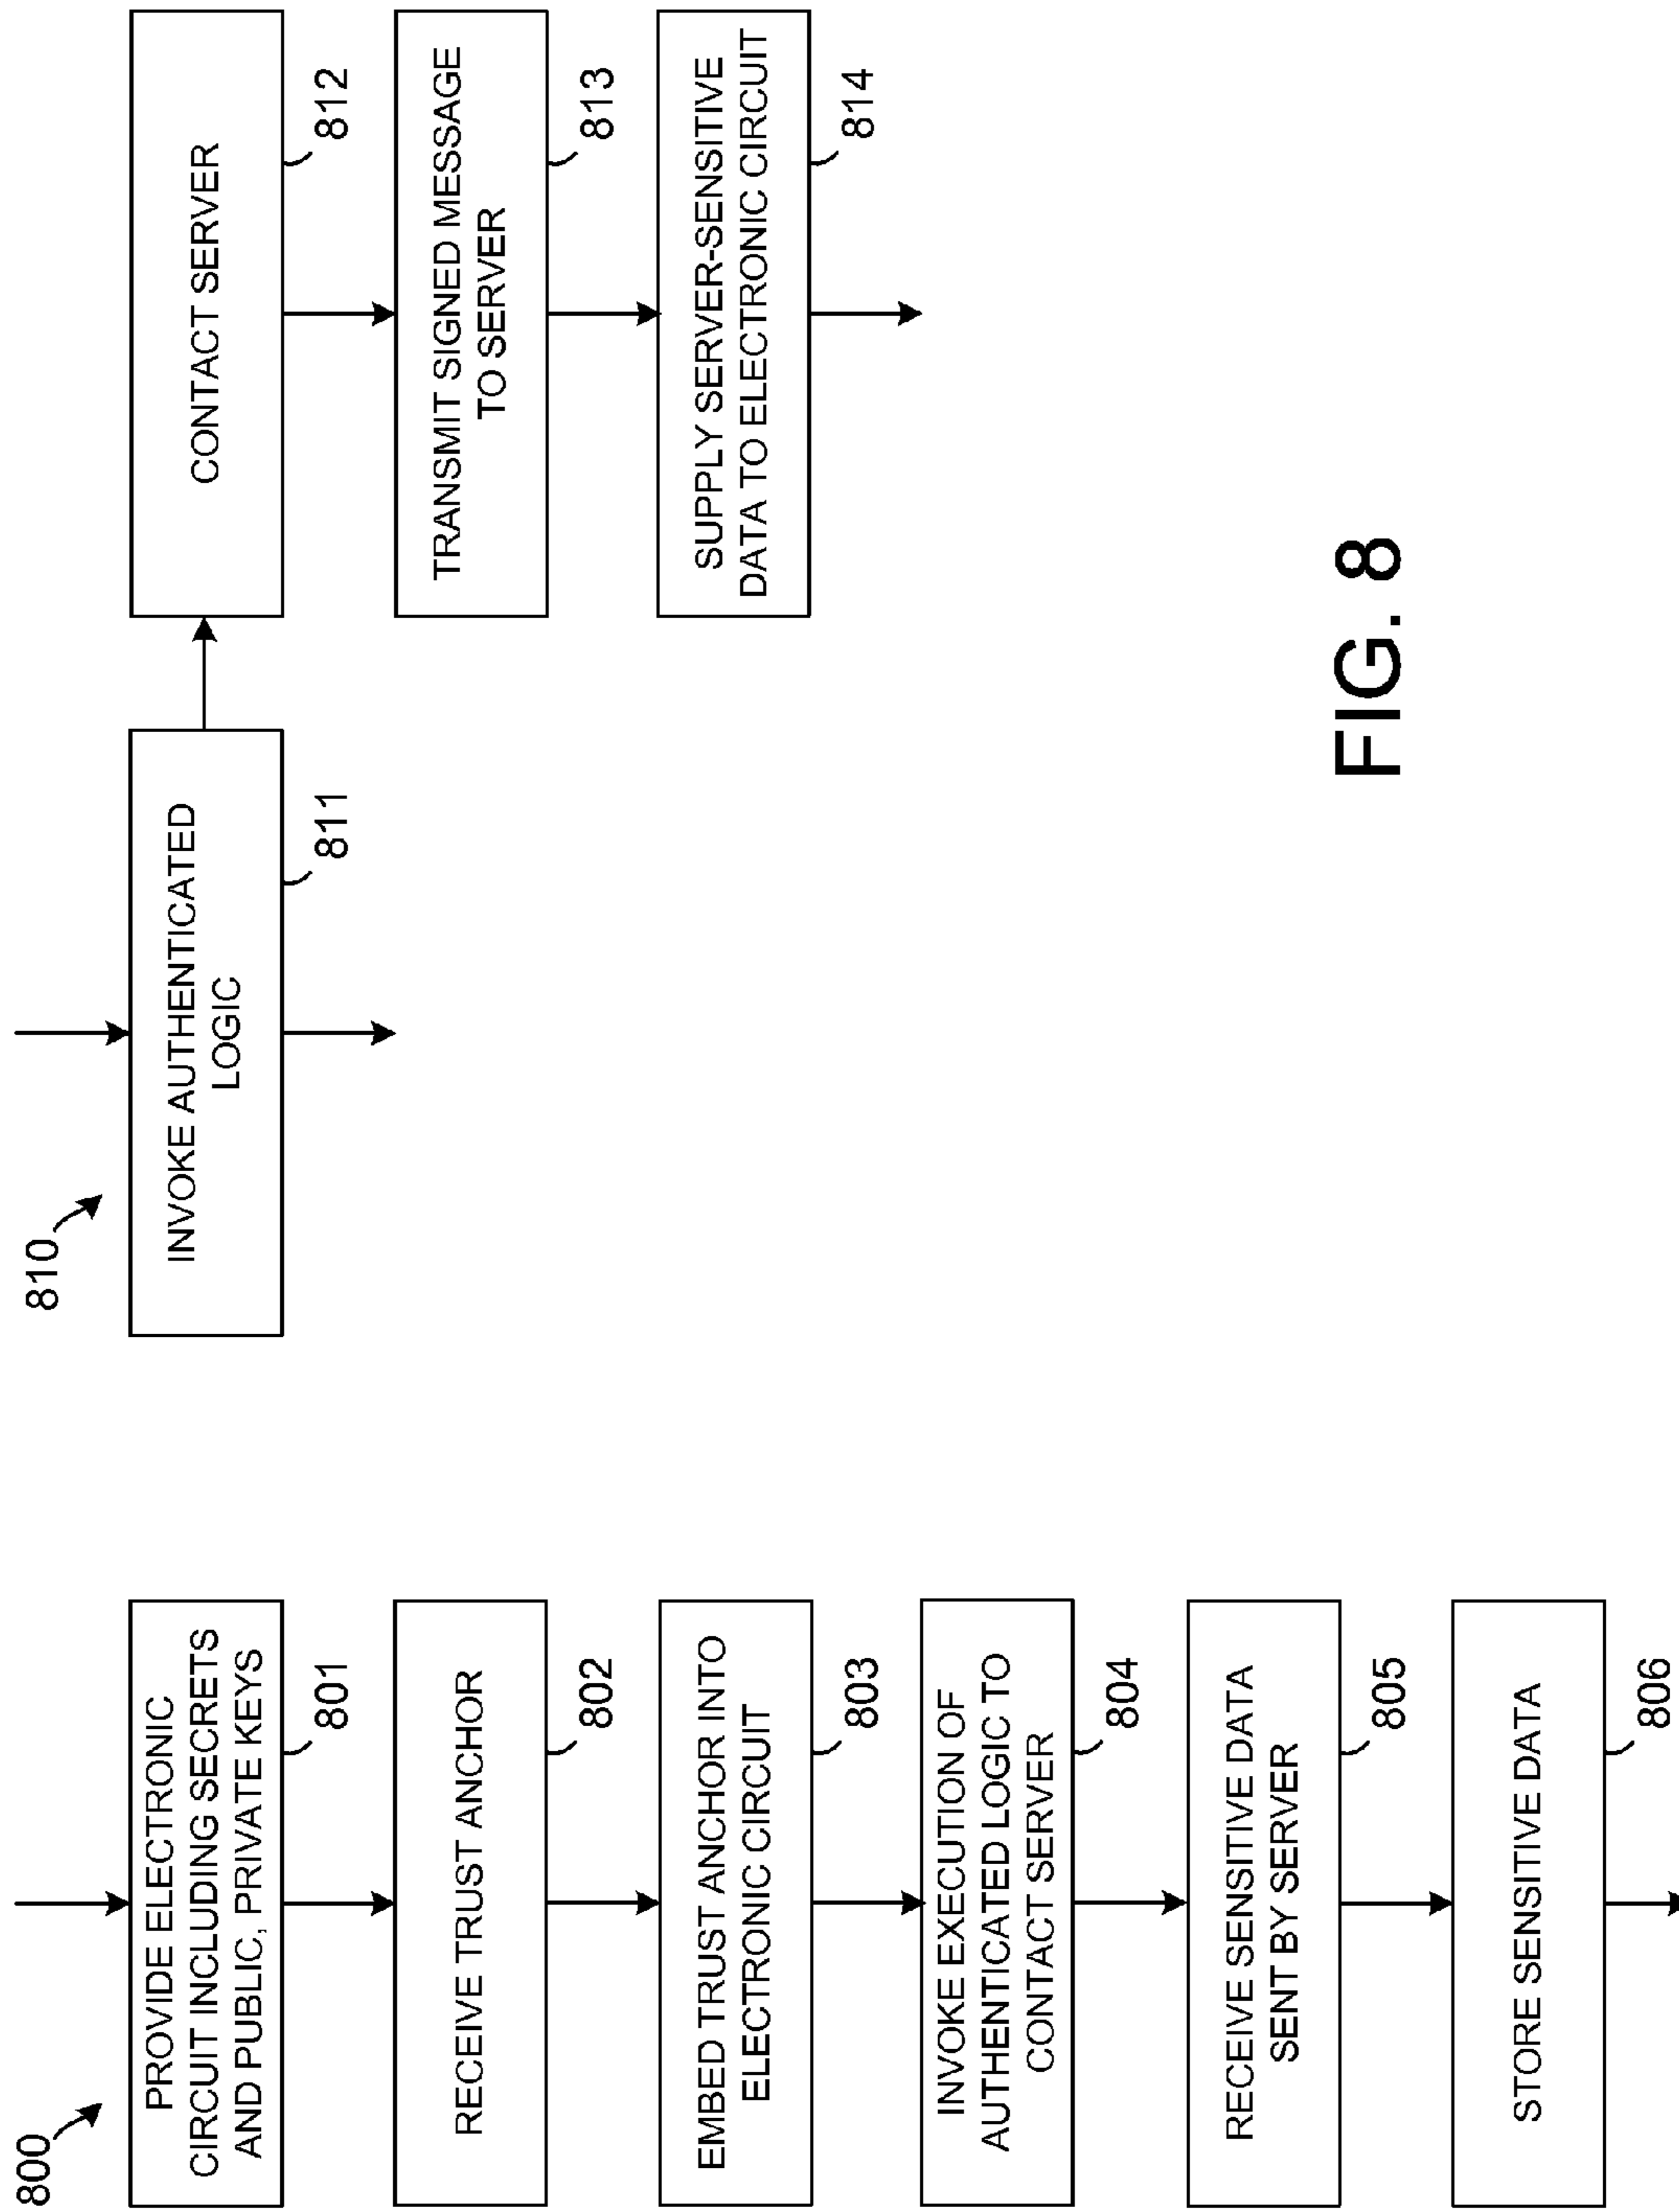 800
PROVIDE ELECTRONIC
CIRCUIT INCLUDING SECRETS
AND PUBLIC, PRIVATE KEYS
801
RECEIVE TRUST ANCHOR
802
EMBED TRUST ANCHOR INTO
ELECTRONIC CIRCUIT
803
INVOKE EXECUTION OF
AUTHENTICATED LOGIC TO
CONTACT SERVER
804
RECEIVE SENSITIVE DATA
SENT BY SERVER
805
STORE SENSITIVE DATA
806
810
INVOKE AUTHENTICATED
LOGIC
811
CONTACT SERVER
812
TRANSMIT SIGNED MESSAGE
TO SERVER
813
SUPPLY SERVER-SENSITIVE
DATA TO ELECTRONIC CIRCUIT
814
FIG. 8